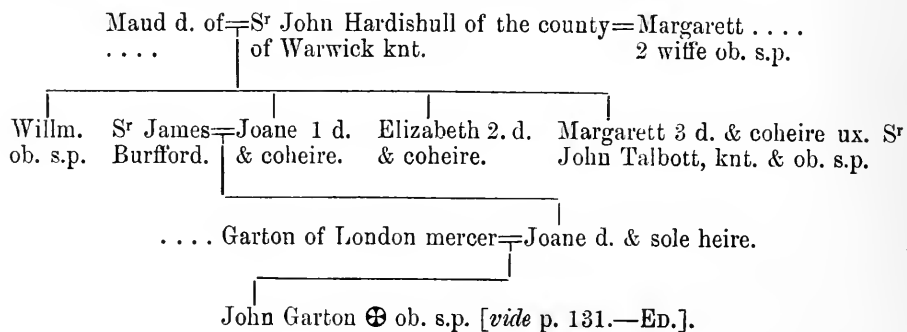 Maud d. of=Sʳ John Hardishull of the county=Margarett . . . .
. . . . of Warwick knt. 2 wiffe ob. s.p.
Willm. Sʳ James=Joane 1 d. Elizabeth 2. d. Margarett 3 d. & coheire ux. Sʳ
ob. s.p. Burfford. & coheire. & coheire. John Talbott, knt. & ob. s.p.
. . . . Garton of London mercer=Joane d. & sole heire.
John Garton ✠ ob. s.p. [vide p. 131.—ED.].